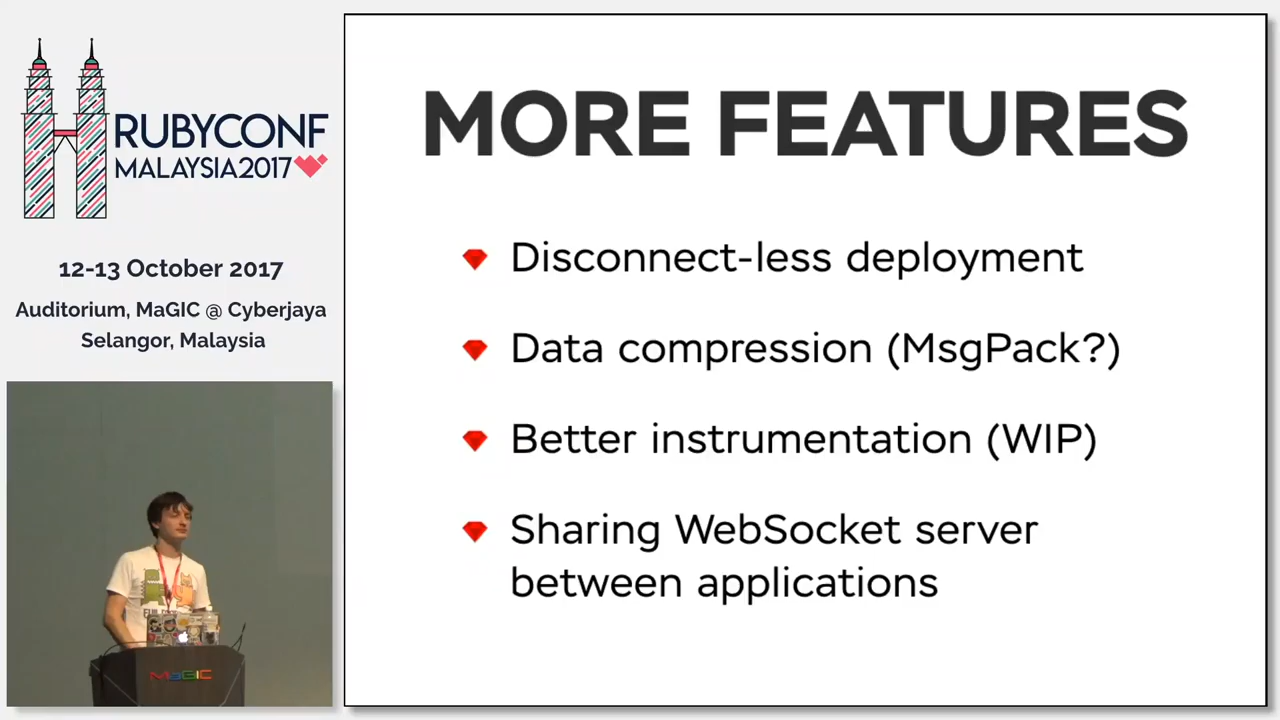 RUBYCONF
MALAYSIA2017
12-13 October 2017
Auditorium, MaGIC @ Cyberjaya
Selangor, Malaysia
MaGIC
MORE FEATURES
Disconnect-less deployment
Data compression (MsgPack?)
Better instrumentation (WIP)
Sharing WebSocket server
between applications